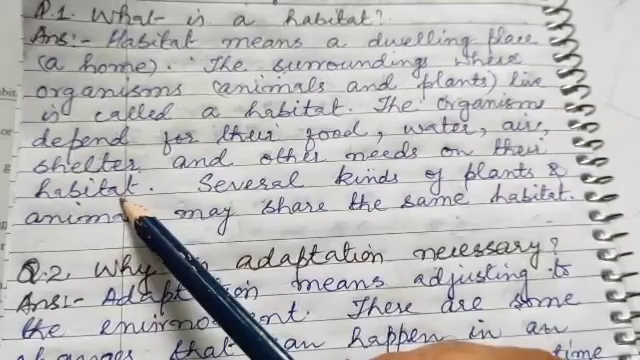 Q.1. What is a habitat?
Ans:- Habitat means a dwelling place
(a home). The surroundings where
organisms (animals and plants) live
is called a habitat. The organisms
depend for their food, water, air,
shelter and other needs on their
habitat. Several kinds of plants &
may share the same habitat.
Q.2. Why adaptation necessary?
Ans:- means adjusting to
the There are some
that happen in an
time